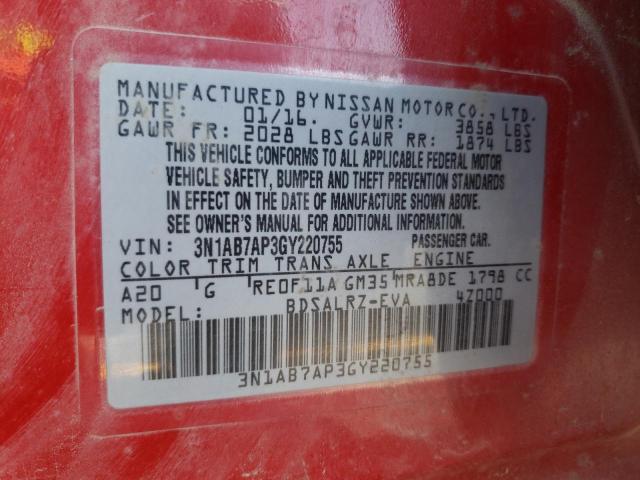 MANUFACTURED BY NISSAN MOTOR CO., LTD.
DATE: 01/16. GVWR: 3858 LBS
GAWR FR: 2028 LBS GAWR RR: 1874 LBS
THIS VEHICLE CONFORMS TO ALL APPLICABLE FEDERAL MOTOR
VEHICLE SAFETY, BUMPER AND THEFT PREVENTION STANDARDS
IN EFFECT ON THE DATE OF MANUFACTURE SHOWN ABOVE.
SEE OWNER'S MANUAL FOR ADDITIONAL INFORMATION.
VIN: 3N1AB7AP3GY220755 PASSENGER CAR.
COLOR TRIM TRANS AXLE ENGINE
A20 G RE0F11A GM35 MRA8DE 1798 CC
MODEL: BDSALRZ-EVA 4Z000
3N1AB7AP3GY220755